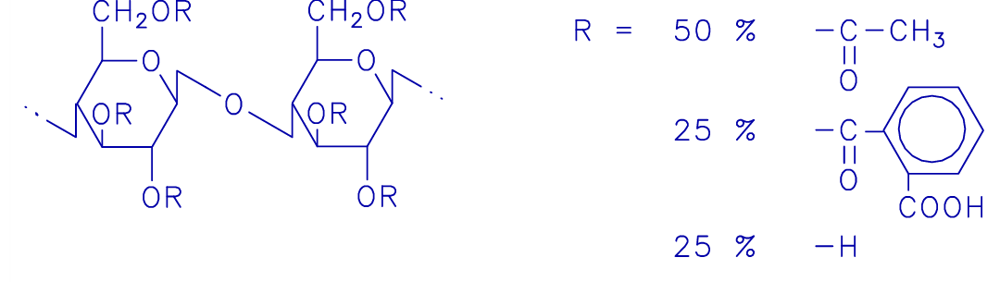 CH₂OR CH₂OR
R = 50 % −C−CH₃
O O O
OR O OR
25 % −C−
O
OR OR
COOH
25 % −H